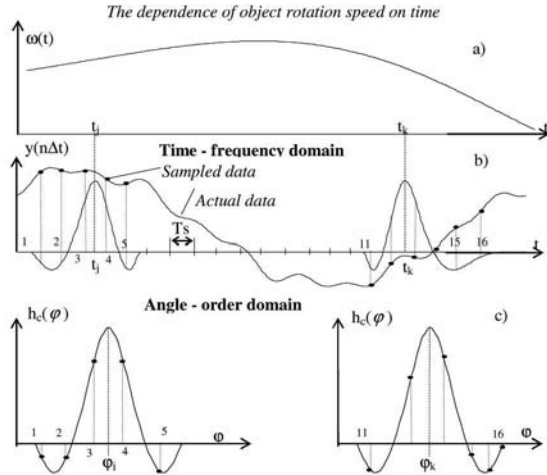 The dependence of object rotation speed on time
ω(t)
a)
t
t_j
t_k
y(nΔt)
Time - frequency domain
b)
Sampled data
Actual data
Ts
1 2 3 4 5
11 15 16
t_j
t_k
t
Angle - order domain
h_c(φ)
h_c(φ)
c)
1 2 3 4 5
φ
11 16
φ
φ_j
φ_k